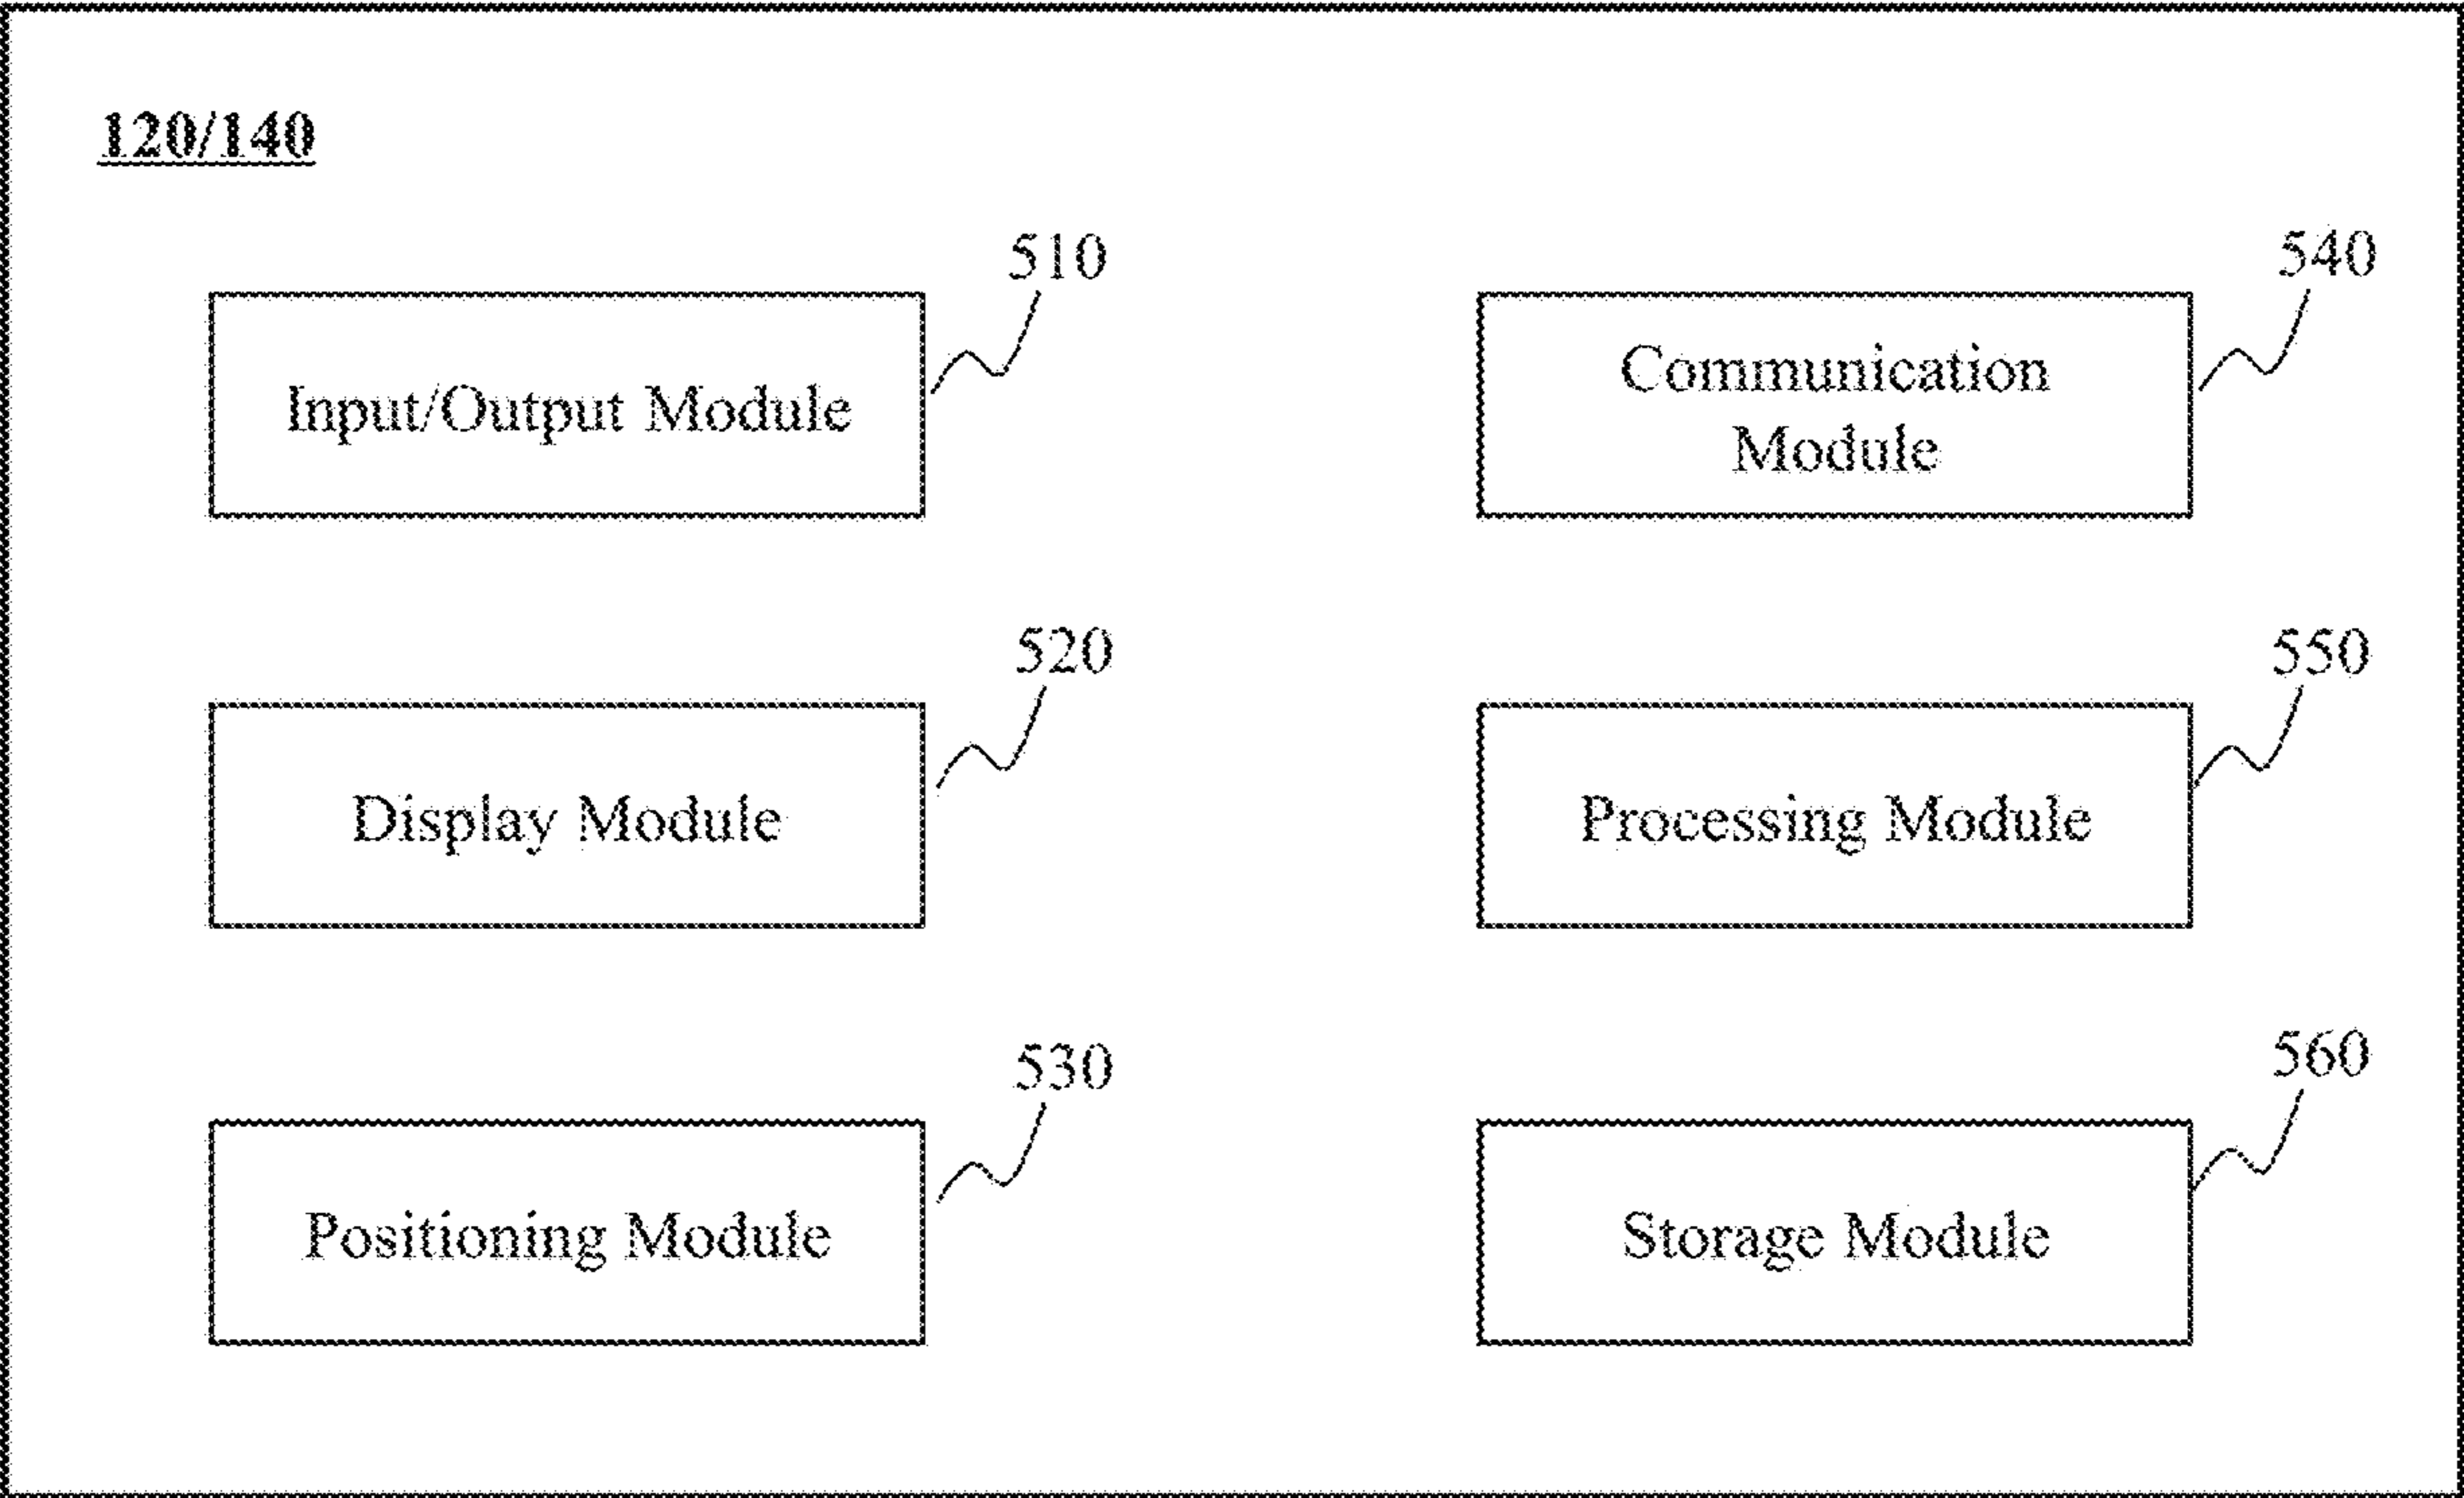 120/140
510
Input/Output Module
540
Communication
Module
520
Display Module
550
Processing Module
530
Positioning Module
560
Storage Module